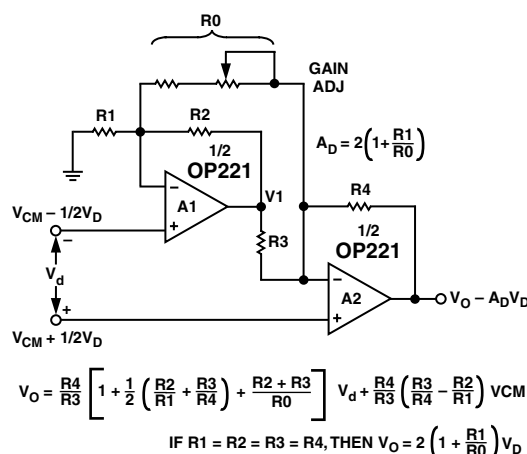 R0
GAIN
ADJ
R1
R2
1/2
OP221
A_D = 2(1+R1/R0)
V1
R4
V_CM – 1/2V_D
–
A1
+
R3
1/2
OP221
V_d
–
A2
+
V_O – A_DV_D
+
V_CM + 1/2V_D
V_O = R4/R3 [1 + 1/2 (R2/R1 + R3/R4) + R2 + R3/R0] V_d + R4/R3 (R3/R4 – R2/R1) VCM
IF R1 = R2 = R3 = R4, THEN V_O = 2 (1 + R1/R0) V_D
–